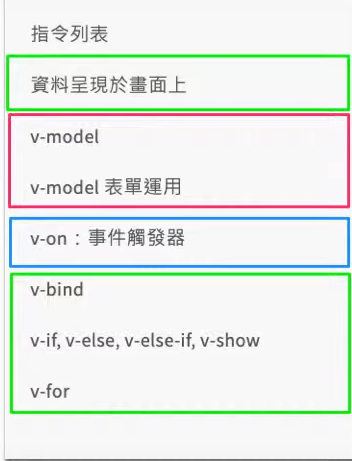 指令列表
資料呈現於畫面上
v-model
v-model 表單運用
v-on：事件觸發器
v-bind
v-if, v-else, v-else-if, v-show
v-for